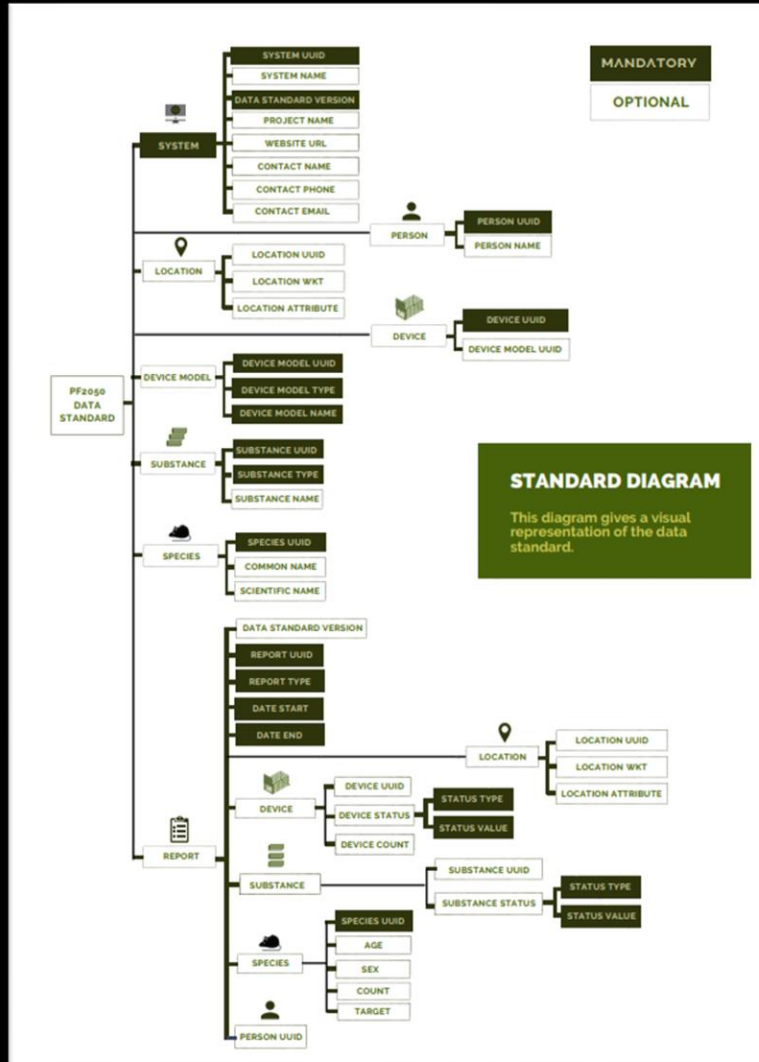 SYSTEM UUID
SYSTEM NAME
DATA STANDARD VERSION
PROJECT NAME
WEBSITE URL
CONTACT NAME
CONTACT PHONE
CONTACT EMAIL
SYSTEM
MANDATORY
OPTIONAL
PERSON
PERSON UUID
PERSON NAME
LOCATION
LOCATION UUID
LOCATION WKT
LOCATION ATTRIBUTE
DEVICE
DEVICE UUID
DEVICE MODEL UUID
PF2050
DATA
STANDARD
DEVICE MODEL
DEVICE MODEL UUID
DEVICE MODEL TYPE
DEVICE MODEL NAME
SUBSTANCE
SUBSTANCE UUID
SUBSTANCE TYPE
SUBSTANCE NAME
STANDARD DIAGRAM
This diagram gives a visual
representation of the data
standard.
SPECIES
SPECIES UUID
COMMON NAME
SCIENTIFIC NAME
REPORT
DATA STANDARD VERSION
REPORT UUID
REPORT TYPE
DATE START
DATE END
LOCATION
LOCATION UUID
LOCATION WKT
LOCATION ATTRIBUTE
DEVICE
DEVICE UUID
DEVICE STATUS
DEVICE COUNT
STATUS TYPE
STATUS VALUE
SUBSTANCE
SUBSTANCE UUID
SUBSTANCE STATUS
STATUS TYPE
STATUS VALUE
SPECIES
SPECIES UUID
AGE
SEX
COUNT
TARGET
PERSON UUID